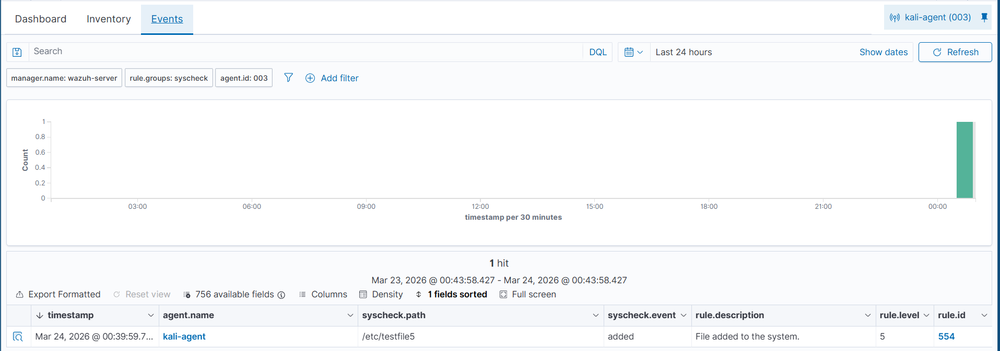 Dashboard Inventory Events kali-agent (003)
Search DQL Last 24 hours Show dates Refresh
manager.name: wazuh-server rule.groups: syscheck agent.id: 003 Add filter
1
0.8
0.6
0.4
0.2
0
Count
03:00 06:00 09:00 12:00 15:00 18:00 21:00 00:00
timestamp per 30 minutes
1 hit
Mar 23, 2026 @ 00:43:58.427 - Mar 24, 2026 @ 00:43:58.427
Export Formatted Reset view 756 available fields Columns Density 1 fields sorted Full screen
timestamp agent.name syscheck.path syscheck.event rule.description rule.level rule.id
Mar 24, 2026 @ 00:39:59.7... kali-agent /etc/testfile5 added File added to the system. 5 554